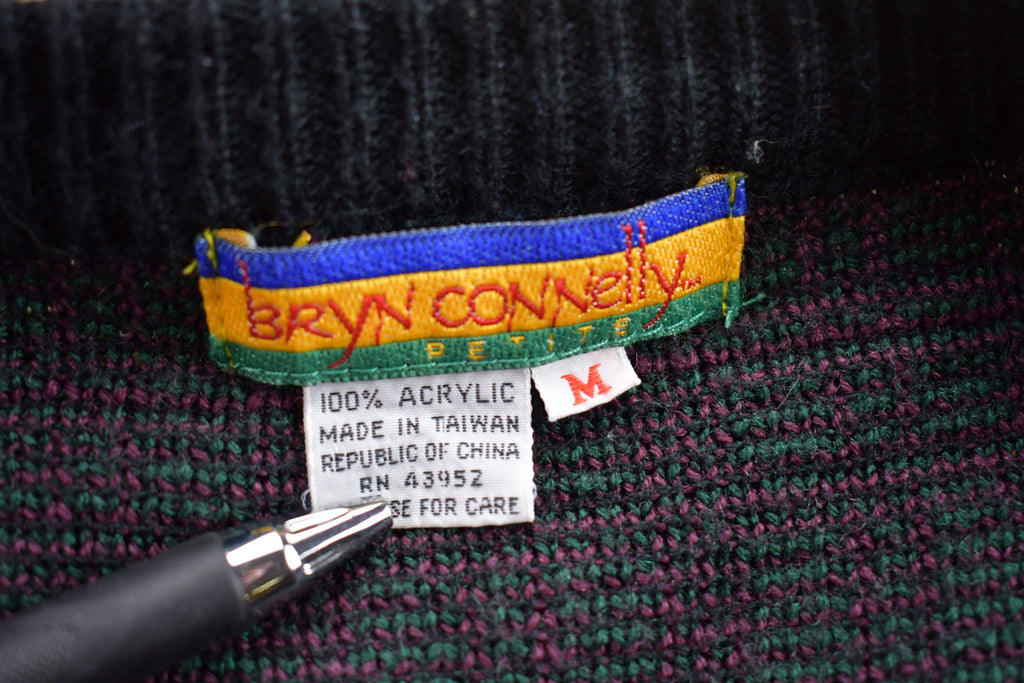 BRYN CONNelly
PETITE
M
100% ACRYLIC
MADE IN TAIWAN
REPUBLIC OF CHINA
RN 43952
SE FOR CARE